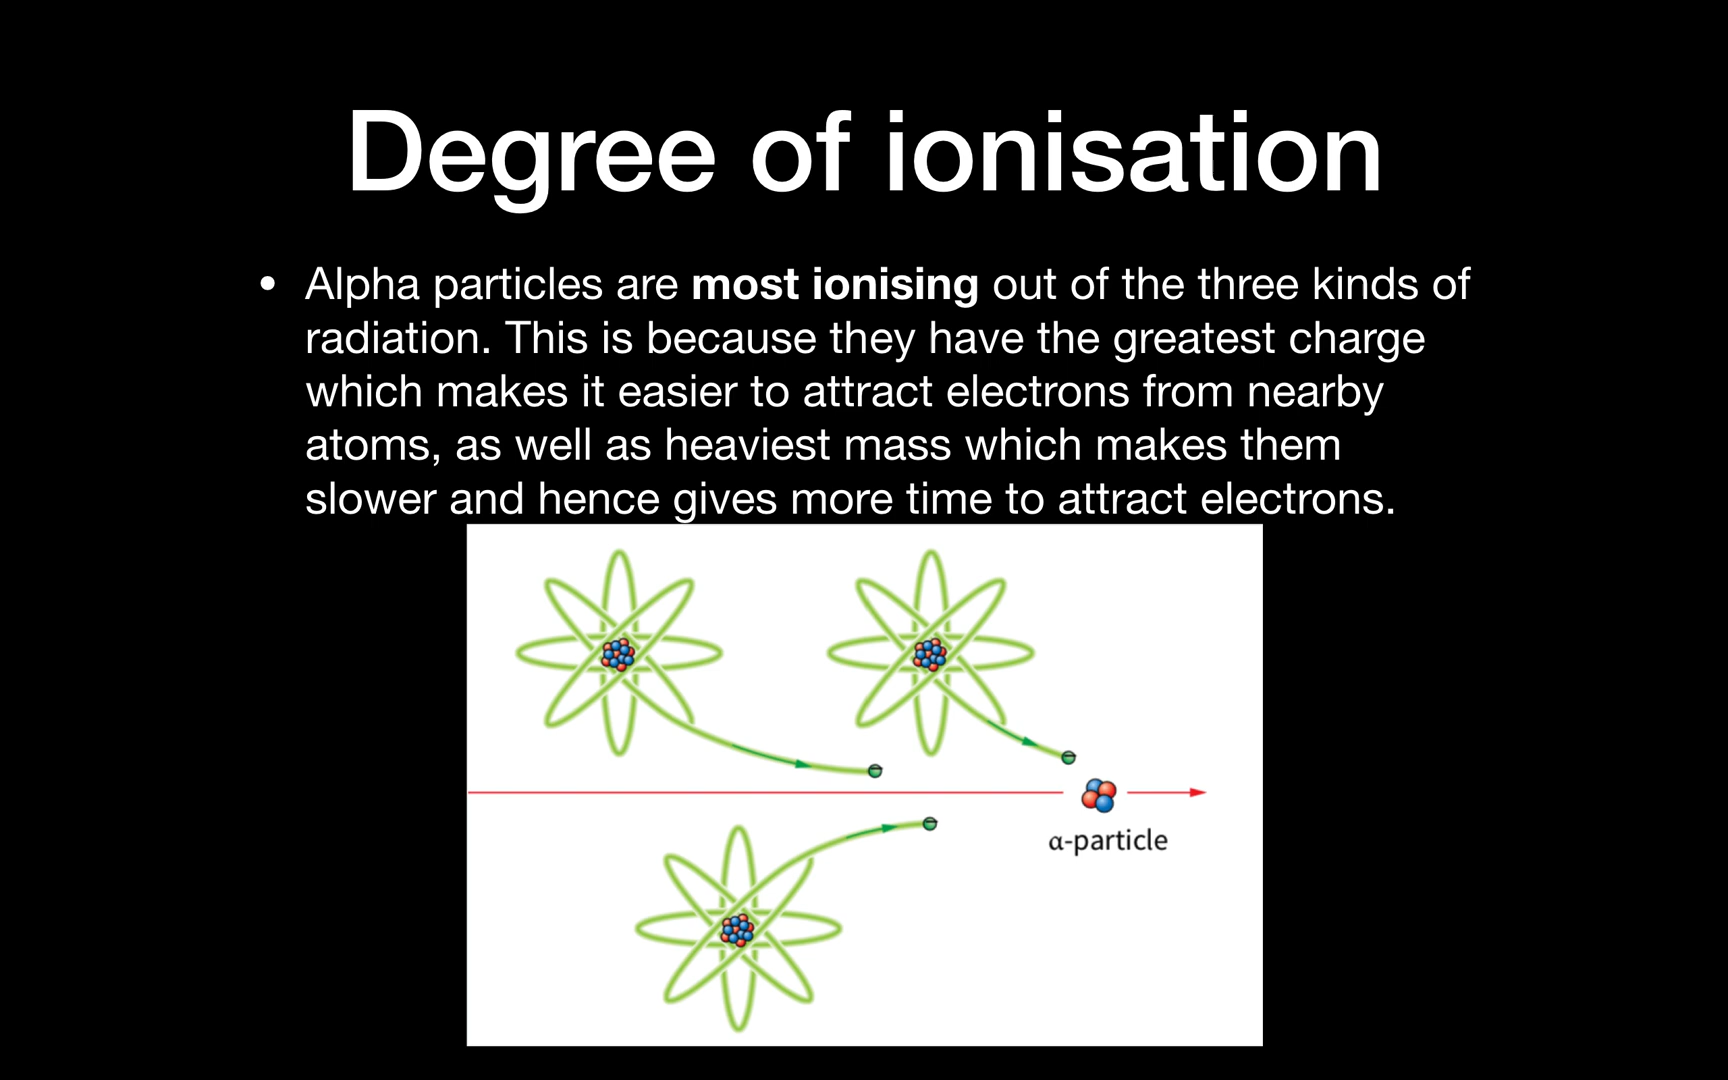 Degree of ionisation
• Alpha particles are most ionising out of the three kinds of
radiation. This is because they have the greatest charge
which makes it easier to attract electrons from nearby
atoms, as well as heaviest mass which makes them
slower and hence gives more time to attract electrons.
α-particle